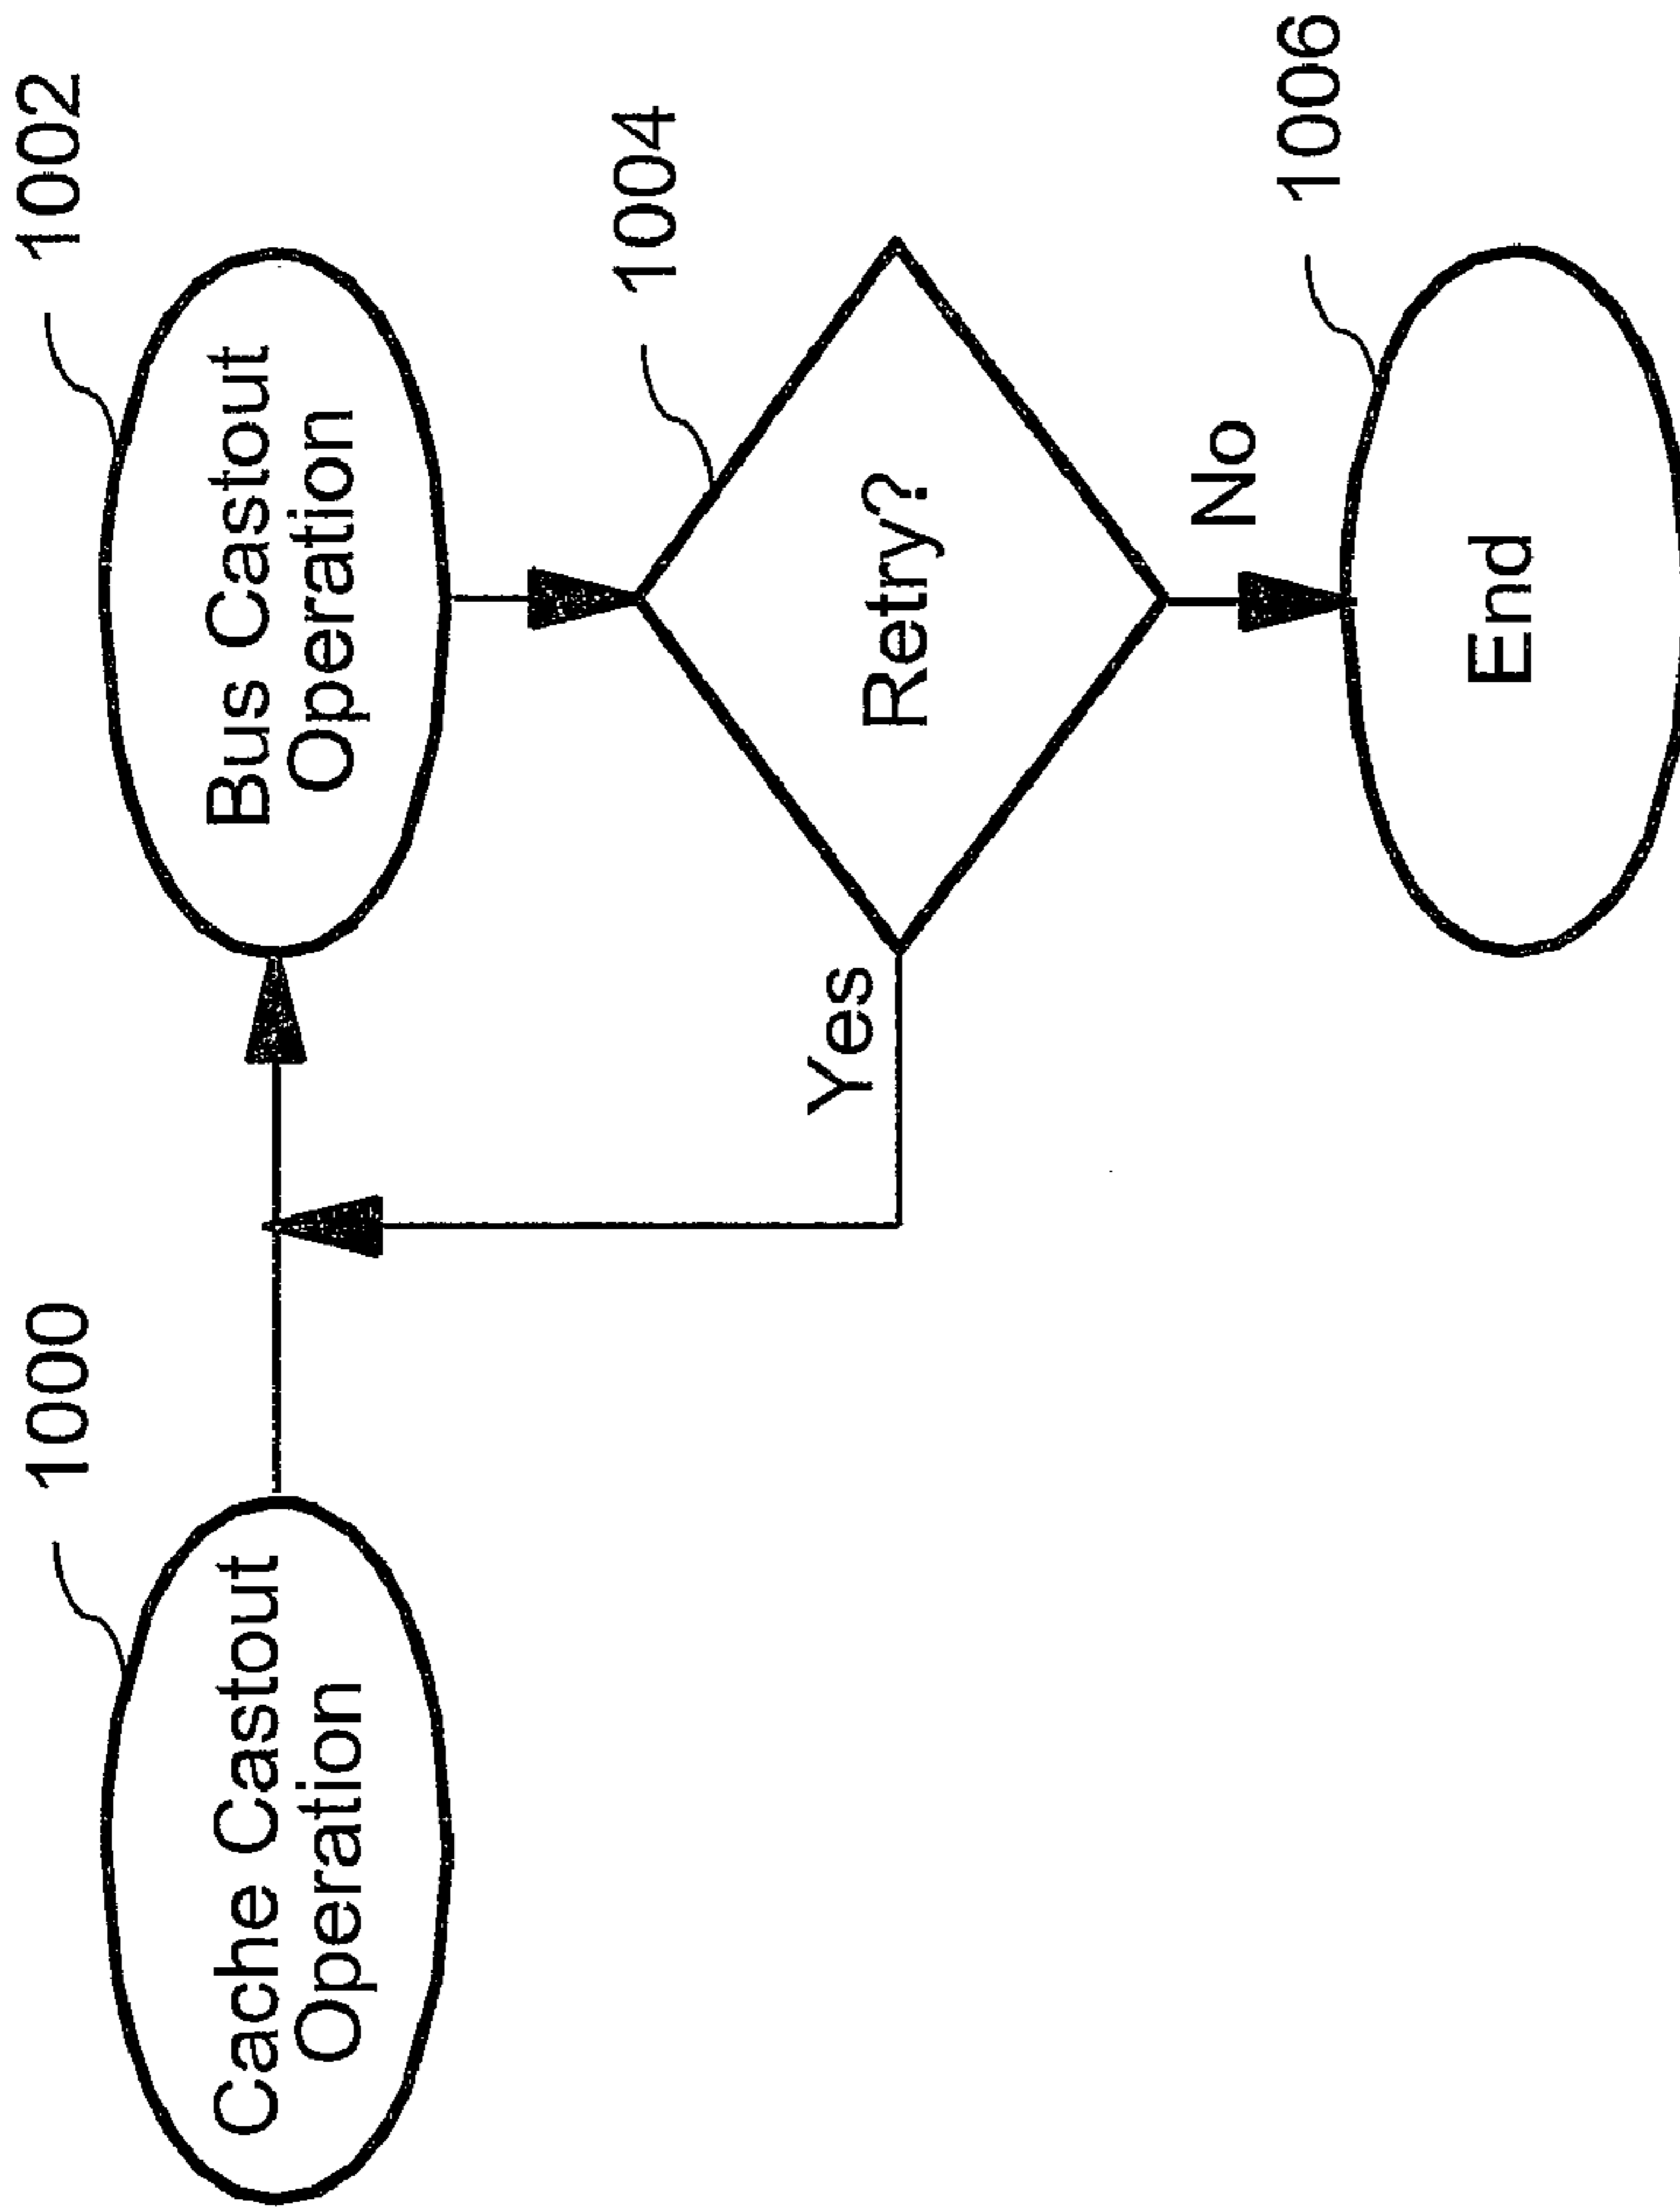 1000
Cache Castout
Operation
1002
Bus Castout
Operation
1004
Retry?
Yes
No
1006
End